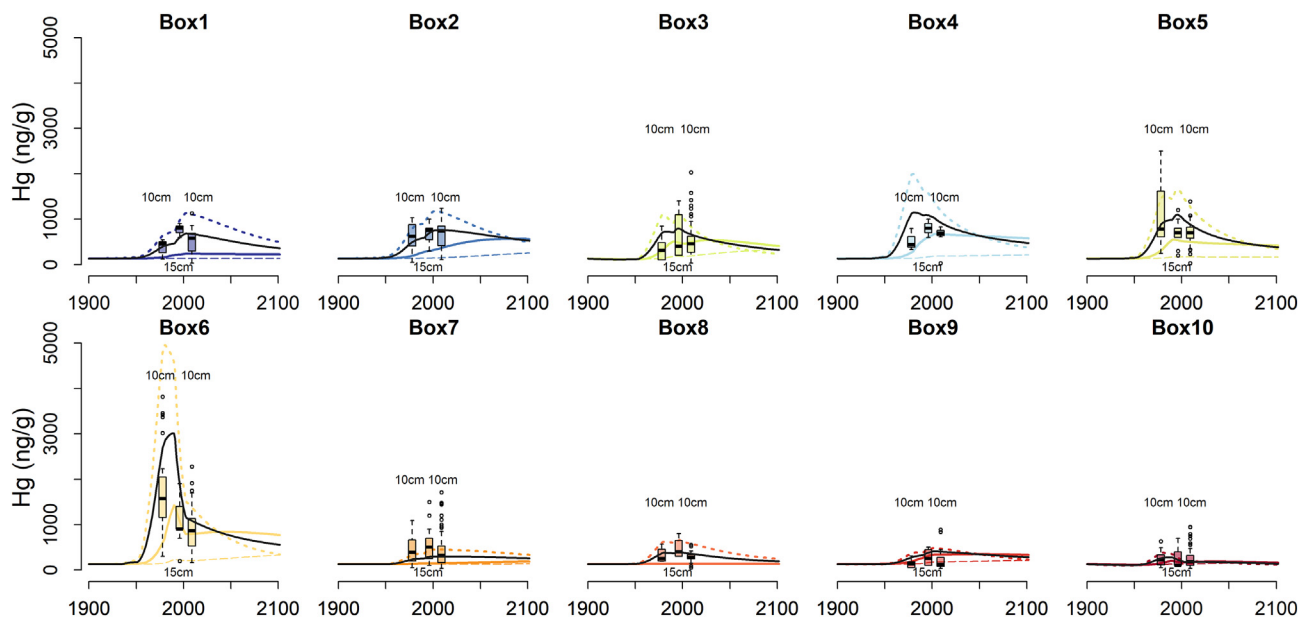 Box1 Box2 Box3 Box4 Box5
Hg (ng/g)
5000
3000
1000
0
10cm 10cm 10cm 10cm 10cm 10cm 10cm 10cm 10cm 10cm
15cm 15cm 15cm 15cm 15cm
1900 2000 2100 1900 2000 2100 1900 2000 2100 1900 2000 2100 1900 2000 2100
Box6 Box7 Box8 Box9 Box10
Hg (ng/g)
5000
3000
1000
0
10cm 10cm 10cm 10cm 10cm 10cm 10cm 10cm 10cm 10cm
15cm 15cm 15cm 15cm 15cm
1900 2000 2100 1900 2000 2100 1900 2000 2100 1900 2000 2100 1900 2000 2100